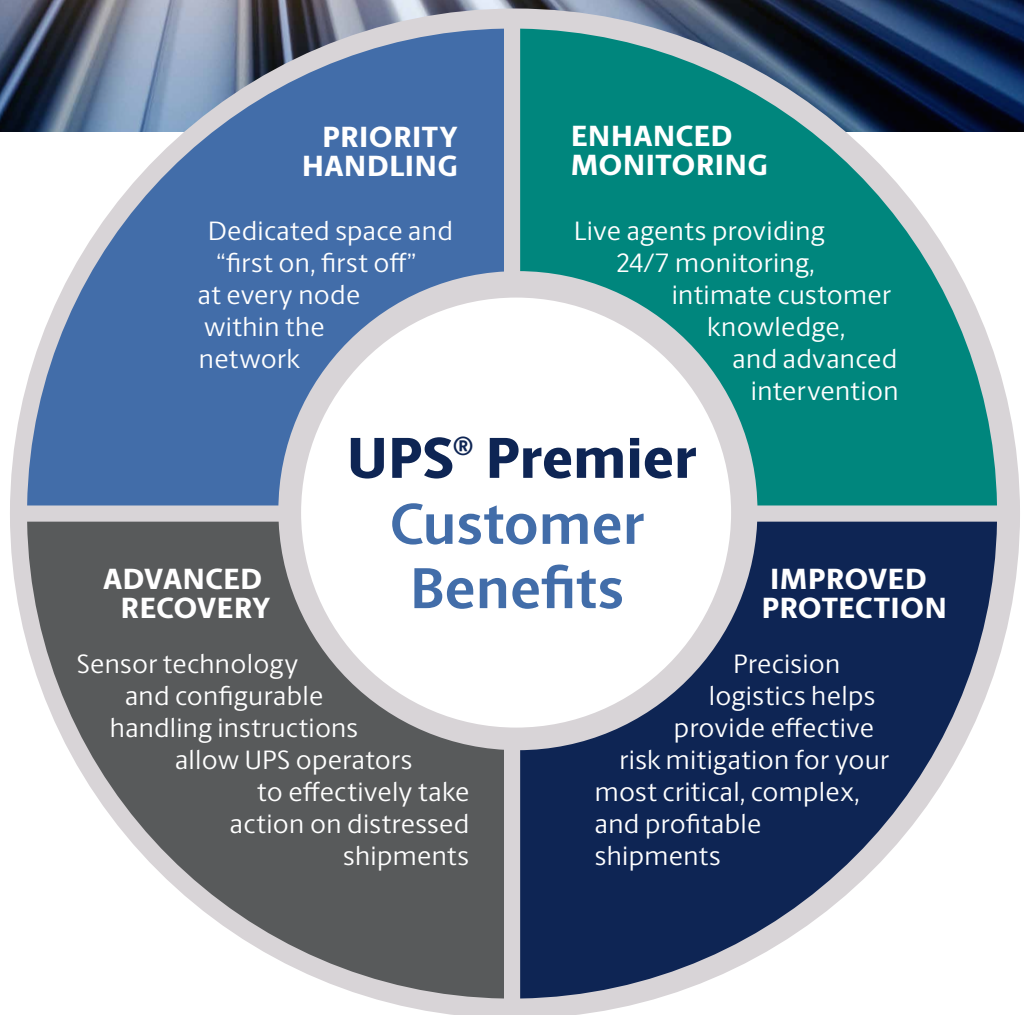 PRIORITY
HANDLING
Dedicated space and
“first on, first off”
at every node
within the
network
ENHANCED
MONITORING
Live agents providing
24/7 monitoring,
intimate customer
knowledge,
and advanced
intervention
UPS® Premier
Customer
Benefits
ADVANCED
RECOVERY
Sensor technology
and configurable
handling instructions
allow UPS operators
to effectively take
action on distressed
shipments
IMPROVED
PROTECTION
Precision
logistics helps
provide effective
risk mitigation for your
most critical, complex,
and profitable
shipments